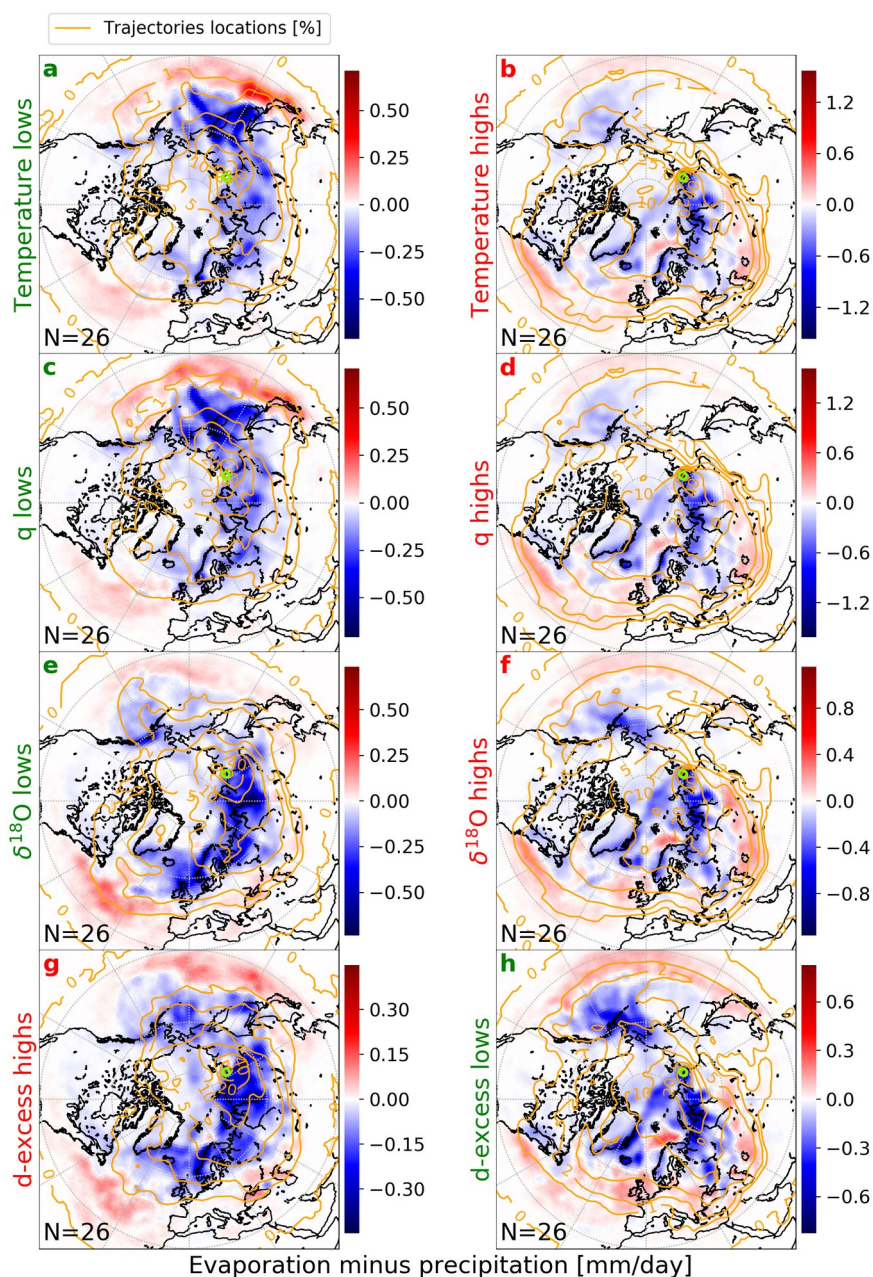 Trajectories locations [%]
a
Temperature lows
N=26
0.50
0.25
0.00
−0.25
−0.50
b
Temperature highs
N=26
1.2
0.6
0.0
−0.6
−1.2
c
q lows
N=26
0.50
0.25
0.00
−0.25
−0.50
d
q highs
N=26
1.2
0.6
0.0
−0.6
−1.2
e
δ¹⁸O lows
N=26
0.50
0.25
0.00
−0.25
−0.50
f
δ¹⁸O highs
N=26
0.8
0.4
0.0
−0.4
−0.8
g
d-excess highs
N=26
0.30
0.15
0.00
−0.15
−0.30
h
d-excess lows
N=26
0.6
0.3
0.0
−0.3
−0.6
Evaporation minus precipitation [mm/day]